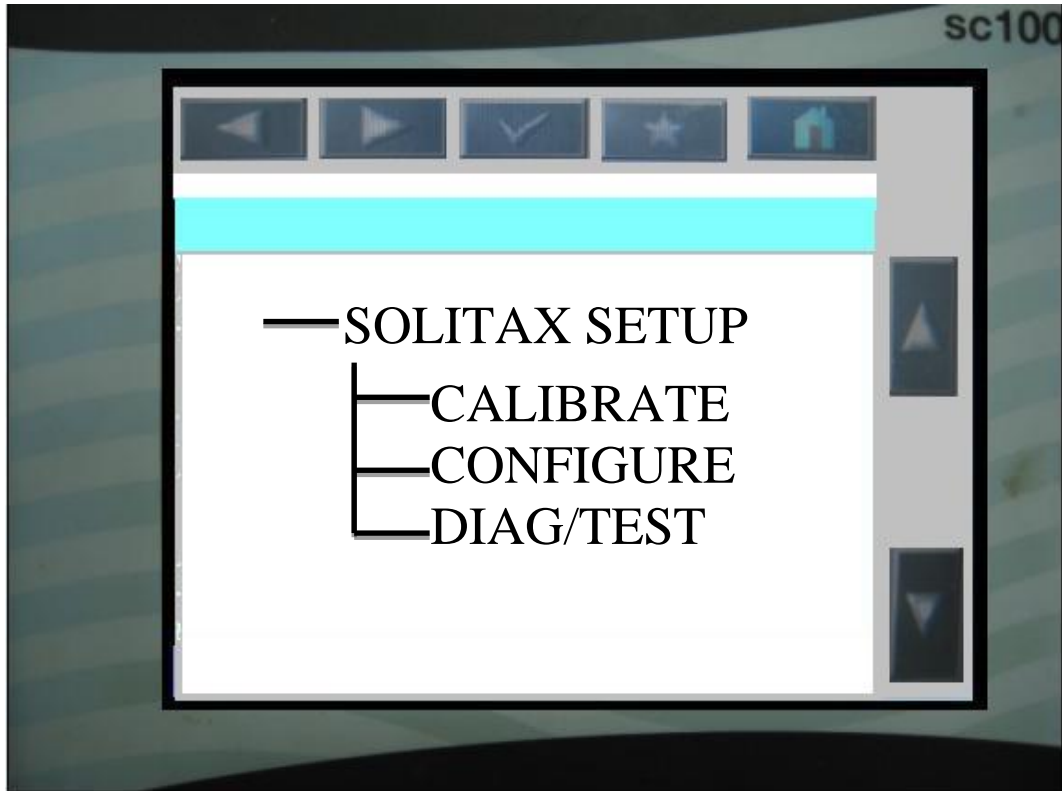 sc100
SOLITAX SETUP
CALIBRATE
CONFIGURE
DIAG/TEST